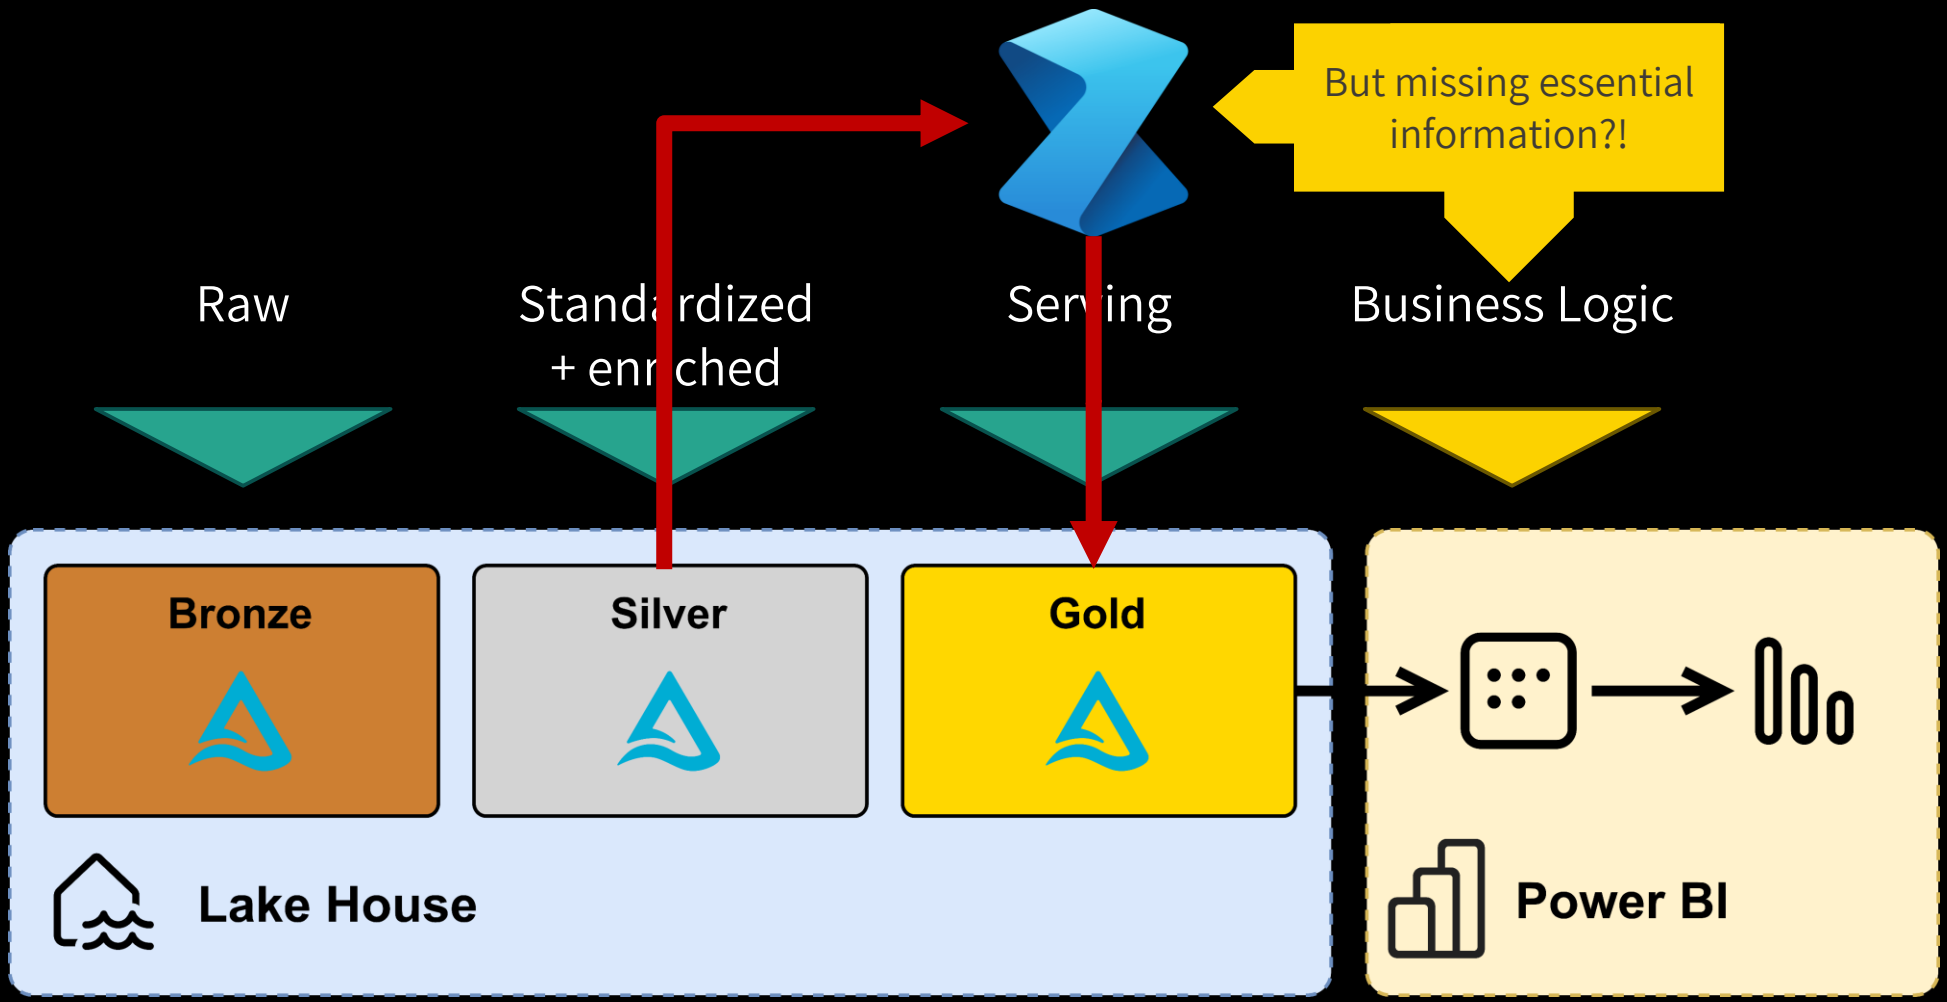 But missing essential
information?!
Raw
Standardized
+ enriched
Serving
Business Logic
Bronze
Silver
Gold
Lake House
Power BI